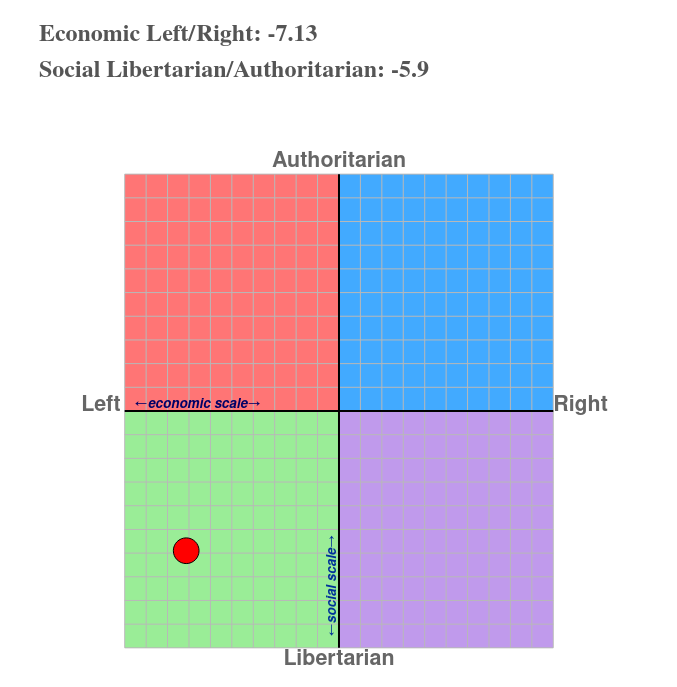 Economic Left/Right: -7.13
Social Libertarian/Authoritarian: -5.9
Authoritarian
Left
←economic scale→
Right
←social scale→
Libertarian